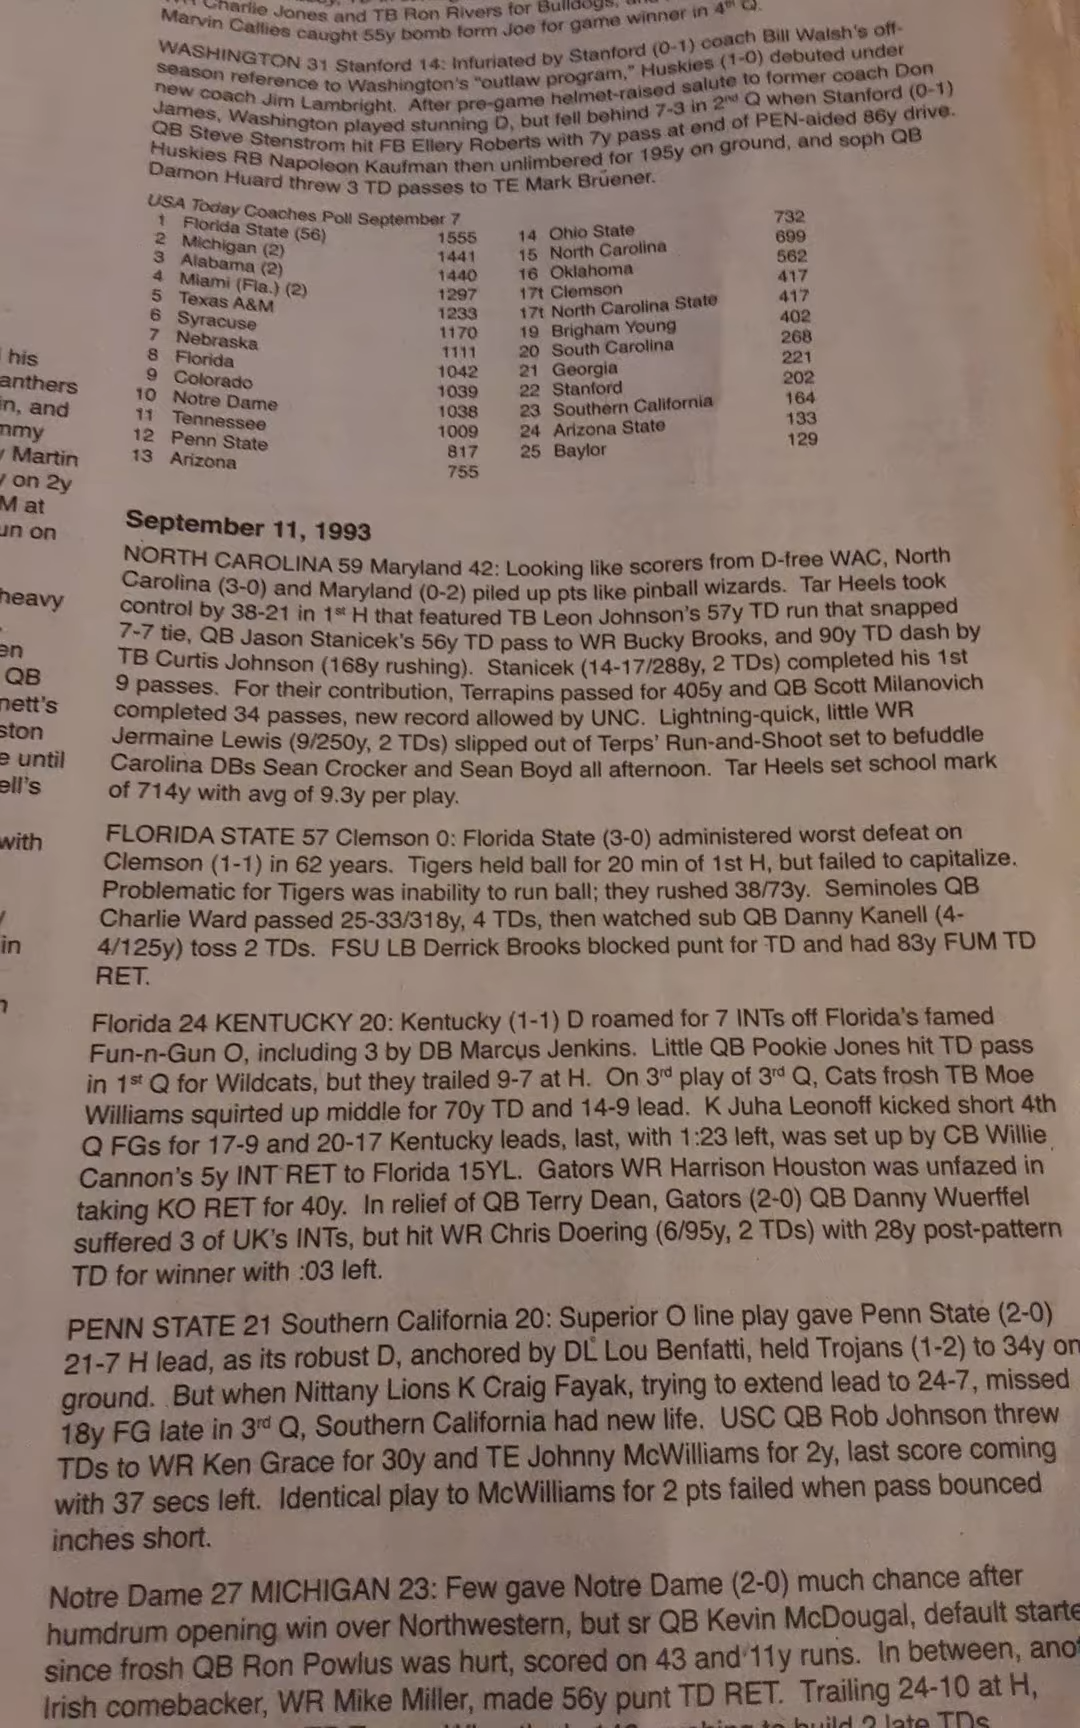 his
anthers
in, and
mmy
Martin
on 2y
M at
un on
heavy
en
QB
nett's
ston
e until
ell's
with
in
Charlie Jones and TB Ron Rivers for Bulldogs,
Marvin Callies caught 55y bomb form Joe for game winner in 4th Q.
WASHINGTON 31 Stanford 14: Infuriated by Stanford (0-1) coach Bill Walsh's off-
season reference to Washington's "outlaw program," Huskies (1-0) debuted under
new coach Jim Lambright. After pre-game helmet-raised salute to former coach Don
James, Washington played stunning D, but fell behind 7-3 in 2nd Q when Stanford (0-1)
QB Steve Stenstrom hit FB Ellery Roberts with 7y pass at end of PEN-aided 86y drive.
Huskies RB Napoleon Kaufman then unlimbered for 195y on ground, and soph QB
Damon Huard threw 3 TD passes to TE Mark Bruener.
USA Today Coaches Poll September 7
1 Florida State (56) 1555
2 Michigan (2) 1441
3 Alabama (2) 1440
4 Miami (Fla.) (2) 1297
5 Texas A&M 1233
6 Syracuse 1170
7 Nebraska 1111
8 Florida 1042
9 Colorado 1039
10 Notre Dame 1038
11 Tennessee 1009
12 Penn State 817
13 Arizona 755
14 Ohio State 732
15 North Carolina 699
16 Oklahoma 562
17t Clemson 417
17t North Carolina State 417
19 Brigham Young 402
20 South Carolina 268
21 Georgia 221
22 Stanford 202
23 Southern California 164
24 Arizona State 133
25 Baylor 129
September 11, 1993
NORTH CAROLINA 59 Maryland 42: Looking like scorers from D-free WAC, North
Carolina (3-0) and Maryland (0-2) piled up pts like pinball wizards. Tar Heels took
control by 38-21 in 1st H that featured TB Leon Johnson's 57y TD run that snapped
7-7 tie, QB Jason Stanicek's 56y TD pass to WR Bucky Brooks, and 90y TD dash by
TB Curtis Johnson (168y rushing). Stanicek (14-17/288y, 2 TDs) completed his 1st
9 passes. For their contribution, Terrapins passed for 405y and QB Scott Milanovich
completed 34 passes, new record allowed by UNC. Lightning-quick, little WR
Jermaine Lewis (9/250y, 2 TDs) slipped out of Terps' Run-and-Shoot set to befuddle
Carolina DBs Sean Crocker and Sean Boyd all afternoon. Tar Heels set school mark
of 714y with avg of 9.3y per play.
FLORIDA STATE 57 Clemson 0: Florida State (3-0) administered worst defeat on
Clemson (1-1) in 62 years. Tigers held ball for 20 min of 1st H, but failed to capitalize.
Problematic for Tigers was inability to run ball; they rushed 38/73y. Seminoles QB
Charlie Ward passed 25-33/318y, 4 TDs, then watched sub QB Danny Kanell (4-
4/125y) toss 2 TDs. FSU LB Derrick Brooks blocked punt for TD and had 83y FUM TD
RET.
Florida 24 KENTUCKY 20: Kentucky (1-1) D roamed for 7 INTs off Florida's famed
Fun-n-Gun O, including 3 by DB Marcus Jenkins. Little QB Pookie Jones hit TD pass
in 1st Q for Wildcats, but they trailed 9-7 at H. On 3rd play of 3rd Q, Cats frosh TB Moe
Williams squirted up middle for 70y TD and 14-9 lead. K Juha Leonoff kicked short 4th
Q FGs for 17-9 and 20-17 Kentucky leads, last, with 1:23 left, was set up by CB Willie
Cannon's 5y INT RET to Florida 15YL. Gators WR Harrison Houston was unfazed in
taking KO RET for 40y. In relief of QB Terry Dean, Gators (2-0) QB Danny Wuerffel
suffered 3 of UK's INTs, but hit WR Chris Doering (6/95y, 2 TDs) with 28y post-pattern
TD for winner with :03 left.
PENN STATE 21 Southern California 20: Superior O line play gave Penn State (2-0)
21-7 H lead, as its robust D, anchored by DL Lou Benfatti, held Trojans (1-2) to 34y on
ground. But when Nittany Lions K Craig Fayak, trying to extend lead to 24-7, missed
18y FG late in 3rd Q, Southern California had new life. USC QB Rob Johnson threw
TDs to WR Ken Grace for 30y and TE Johnny McWilliams for 2y, last score coming
with 37 secs left. Identical play to McWilliams for 2 pts failed when pass bounced
inches short.
Notre Dame 27 MICHIGAN 23: Few gave Notre Dame (2-0) much chance after
humdrum opening win over Northwestern, but sr QB Kevin McDougal, default starte
since frosh QB Ron Powlus was hurt, scored on 43 and 11y runs. In between, ano
Irish comebacker, WR Mike Miller, made 56y punt TD RET. Trailing 24-10 at H,
build 2 late TDs